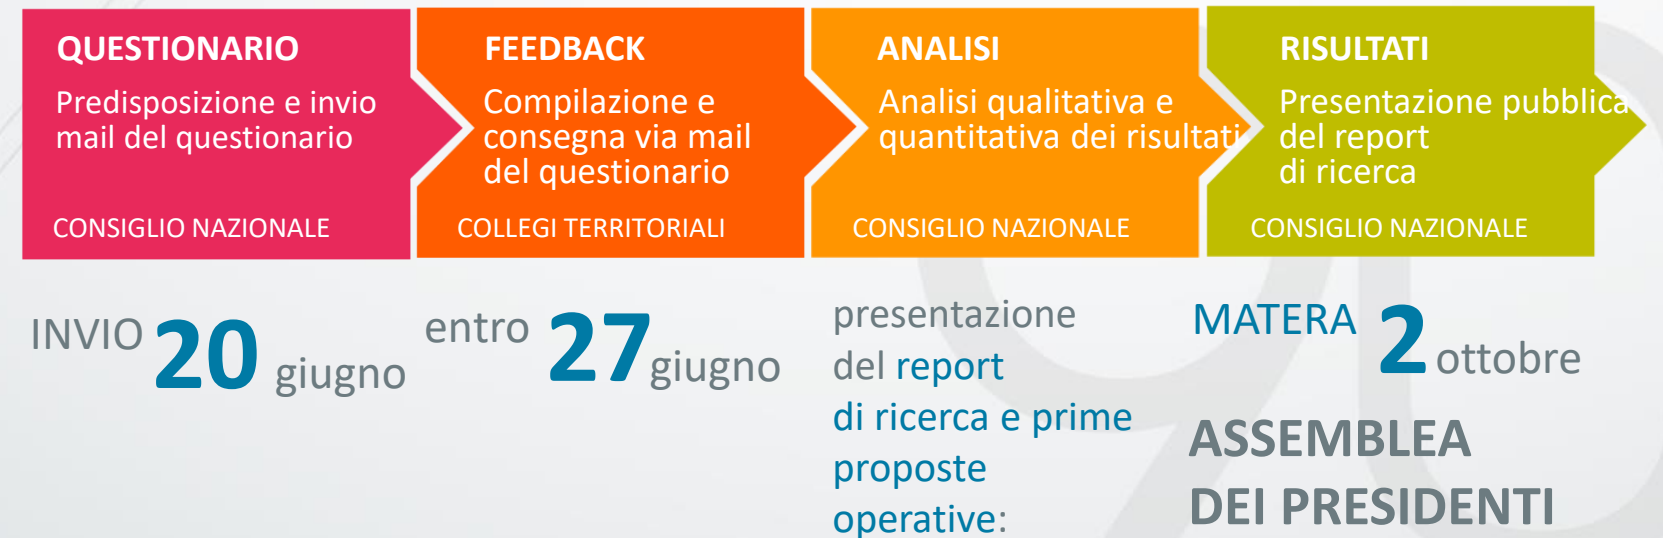 QUESTIONARIO
Predisposizione e invio
mail del questionario
CONSIGLIO NAZIONALE
FEEDBACK
Compilazione e
consegna via mail
del questionario
COLLEGI TERRITORIALI
ANALISI
Analisi qualitativa e
quantitativa dei risultati
CONSIGLIO NAZIONALE
RISULTATI
Presentazione pubblica
del report
di ricerca
CONSIGLIO NAZIONALE
INVIO 20 giugno
entro 27 giugno
presentazione
del report
di ricerca e prime
proposte
operative:
MATERA 2 ottobre
ASSEMBLEA
DEI PRESIDENTI